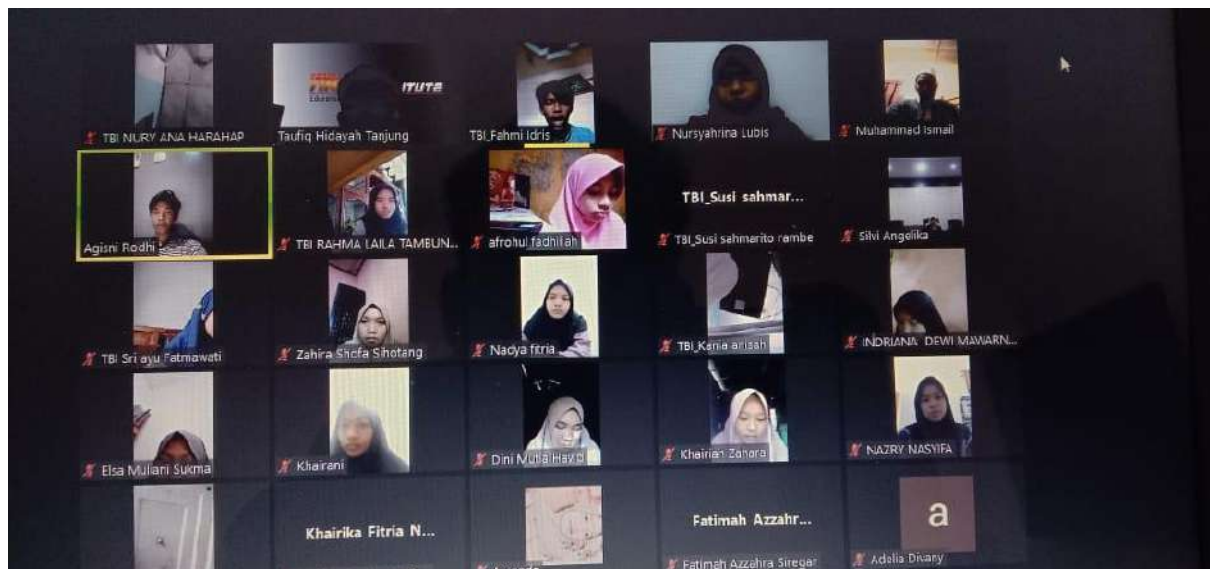 ITUTE
TBI NURY ANA HARAHAP
Taufiq Hidayah Tanjung
TBI_Fahmi Idris
Nursyahrina Lubis
Muhammad Ismail
Agisni Rodhi
TBI RAHMA LAILA TAMBUN...
afrohul fadhilah
TBI_Susi sahmar...
TBI_Susi sahmarito rambe
Silvi Angelika
TBI Sri ayu Fatmawati
Zahira Shofa Sihotang
Nadya fitria
TBI_Kania anisah
INDRIANA DEWI MAWARN...
Elsa Muliani Sukma
Khairani
Dini Mutia
Khairiah Zahara
NAZRY NASYIFA
Khairika Fitria N...
Fatimah Azzahr...
Fatimah Azzahra Siregar
a
Adelia Divany